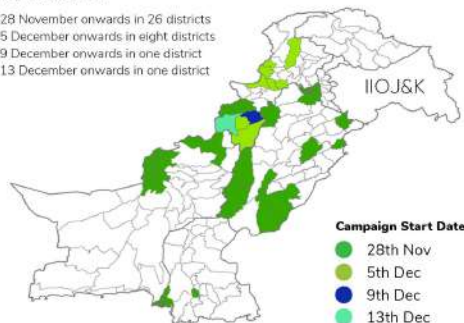 28 November onwards in 26 districts
5 December onwards in eight districts
9 December onwards in one district
13 December onwards in one district
IIOJ&K
Campaign Start Date
28th Nov
5th Dec
9th Dec
13th Dec